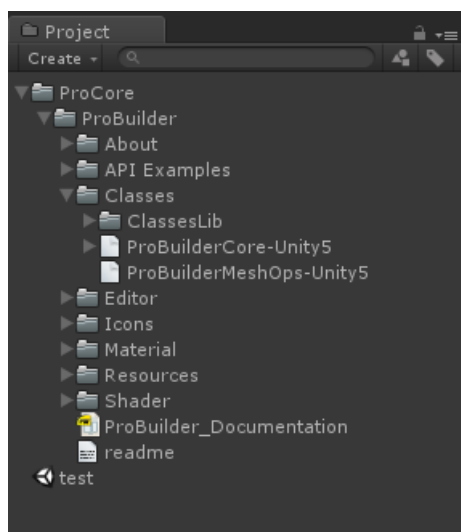 Project
Create
ProCore
ProBuilder
About
API Examples
Classes
ClassesLib
ProBuilderCore-Unity5
ProBuilderMeshOps-Unity5
Editor
Icons
Material
Resources
Shader
ProBuilder_Documentation
readme
test